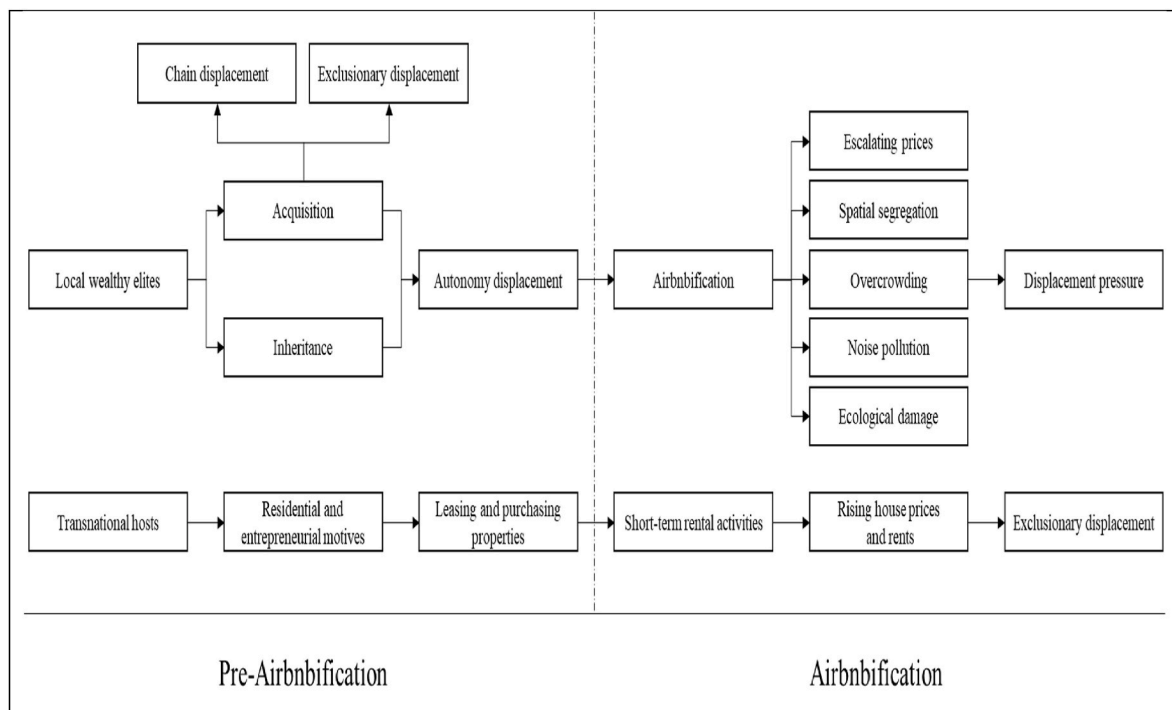 Chain displacement
Exclusionary displacement
Escalating prices
Acquisition
Spatial segregation
Local wealthy elites
Autonomy displacement
Airbnbification
Overcrowding
Displacement pressure
Inheritance
Noise pollution
Ecological damage
Transnational hosts
Residential and
entrepreneurial motives
Leasing and purchasing
properties
Short-term rental activities
Rising house prices
and rents
Exclusionary displacement
Pre-Airbnbification
Airbnbification